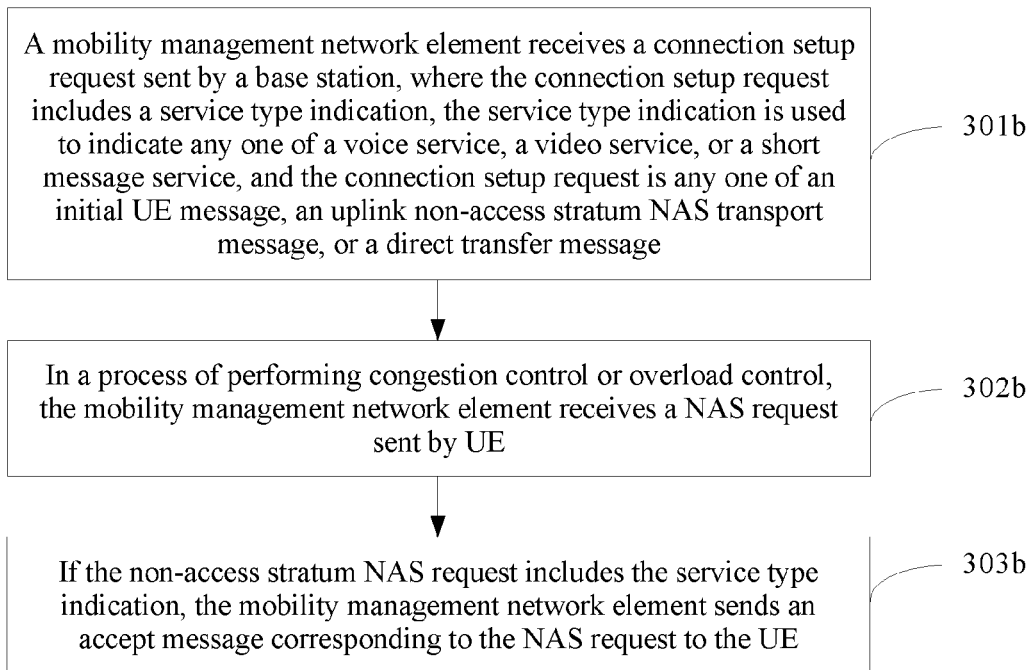 A mobility management network element receives a connection setup
request sent by a base station, where the connection setup request
includes a service type indication, the service type indication is used
to indicate any one of a voice service, a video service, or a short
message service, and the connection setup request is any one of an
initial UE message, an uplink non-access stratum NAS transport
message, or a direct transfer message
301b
In a process of performing congestion control or overload control,
the mobility management network element receives a NAS request
sent by UE
302b
If the non-access stratum NAS request includes the service type
indication, the mobility management network element sends an
accept message corresponding to the NAS request to the UE
303b